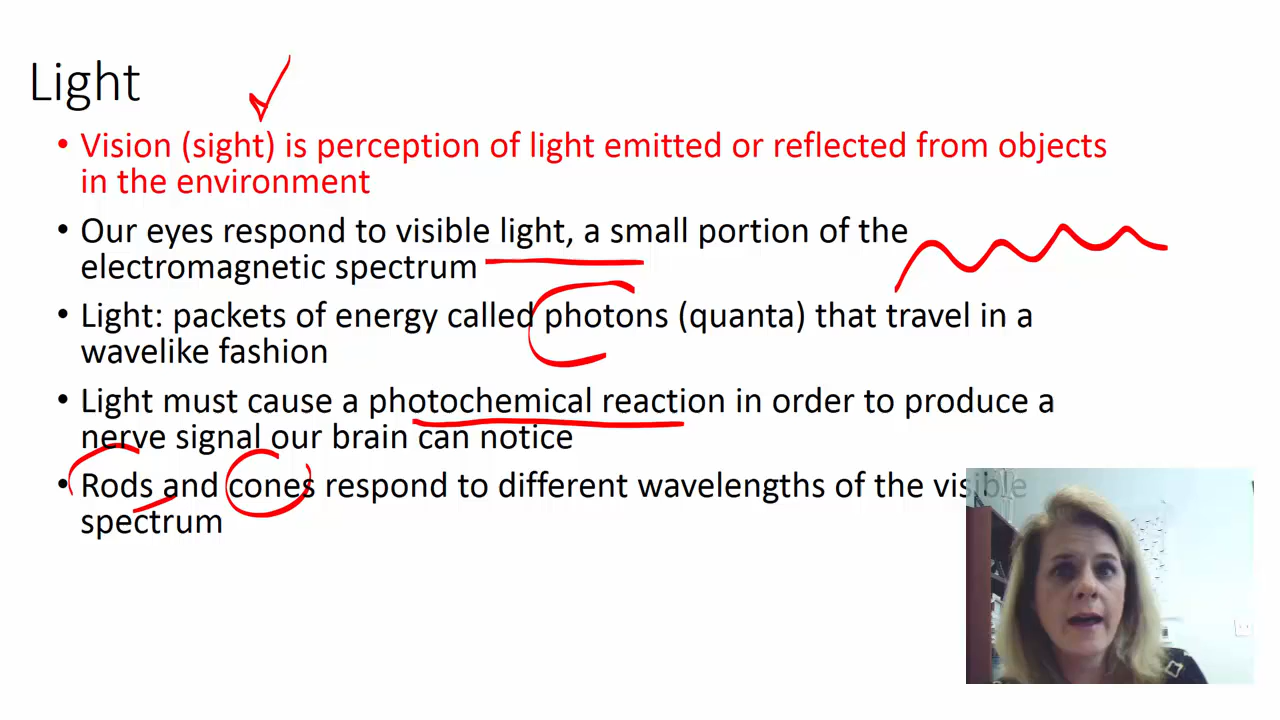 Light
• Vision (sight) is perception of light emitted or reflected from objects
in the environment
• Our eyes respond to visible light, a small portion of the
electromagnetic spectrum
• Light: packets of energy called photons (quanta) that travel in a
wavelike fashion
• Light must cause a photochemical reaction in order to produce a
nerve signal our brain can notice
• Rods and cones respond to different wavelengths of the visible
spectrum